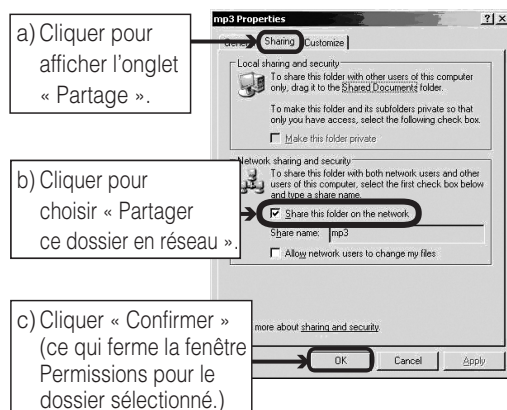 mp3 Properties
Sharing
Customize
a) Cliquer pour
afficher l'onglet
« Partage ».
Local sharing and security
To share this folder with other users of this computer
only, drag it to the Shared Documents folder.
To make this folder and its subfolders private so that
only you have access, select the following check box.
Make this folder private
b) Cliquer pour
choisir « Partager
ce dossier en réseau ».
Network sharing and security
To share this folder with both network users and other
users of this computer, select the first check box below
and type a share name.
Share this folder on the network
Share name: mp3
Allow network users to change my files
c) Cliquer « Confirmer »
(ce qui ferme la fenêtre
Permissions pour le
dossier sélectionné.)
more about sharing and security.
OK
Cancel
Apply